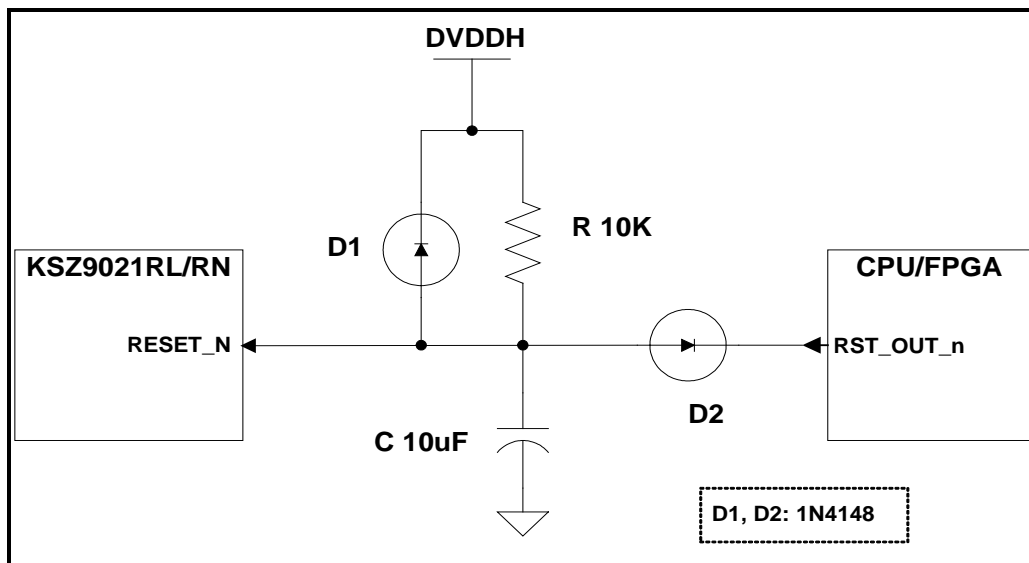 DVDDH
D1
R 10K
KSZ9021RL/RN
CPU/FPGA
RESET_N
RST_OUT_n
D2
C 10uF
D1, D2: 1N4148